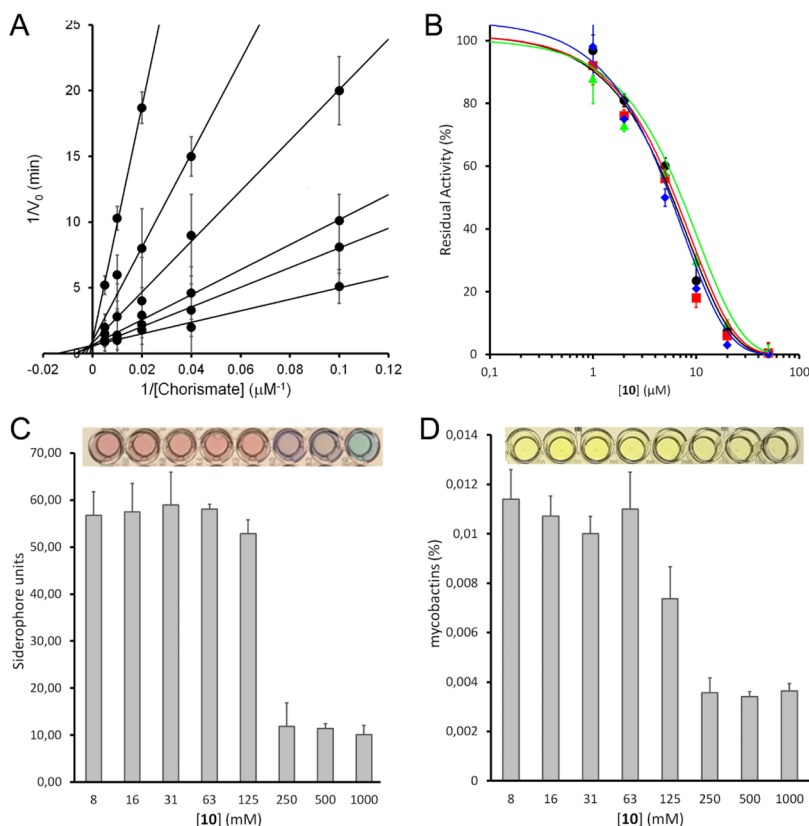 A
25
20
15
10
5
0
1/V0 (min)
-0.02 0 0.02 0.04 0.06 0.08 0.1 0.12
1/[Chorismate] (μM-1)
B
100
80
60
40
20
0
Residual Activity (%)
0,1 1 10 100
[10] (μM)
C
70,00
60,00
50,00
40,00
30,00
20,00
10,00
0,00
Siderophore units
8 16 31 63 125 250 500 1000
[10] (mM)
D
0,014
0,012
0,01
0,008
0,006
0,004
0,002
0
mycobactins (%)
8 16 31 63 125 250 500 1000
[10] (mM)